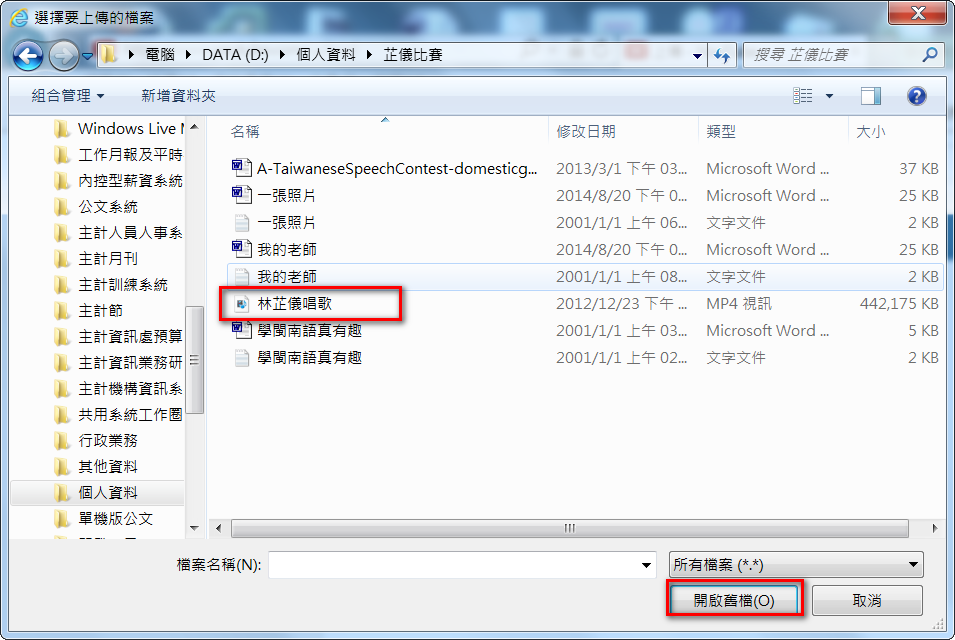 選擇要上傳的檔案
電腦 DATA (D:) 個人資料 芷儀比賽
搜尋 芷儀比賽
組合管理 新增資料夾
Windows Live M
工作月報及平時
內控型薪資系統
公文系統
主計人員人事系
主計月刊
主計訓練系統
主計節
主計資訊處預算
主計資訊業務研
主計機構資訊系
共用系統工作圈
行政業務
其他資料
個人資料
單機版公文
名稱 修改日期 類型 大小
A-TaiwaneseSpeechContest-domesticg... 2013/3/1 下午 03... Microsoft Word ... 37 KB
一張照片 2014/8/20 下午 0... Microsoft Word ... 25 KB
一張照片 2001/1/1 上午 06... 文字文件 2 KB
我的老師 2014/8/20 下午 0... Microsoft Word ... 25 KB
我的老師 2001/1/1 上午 08... 文字文件 2 KB
林芷儀唱歌 2012/12/23 下午 ... MP4 視訊 442,175 KB
學閩南語真有趣 2001/1/1 上午 03... Microsoft Word ... 5 KB
學閩南語真有趣 2001/1/1 上午 02... 文字文件 2 KB
檔案名稱(N):
所有檔案 (*.*)
開啟舊檔(O) 取消